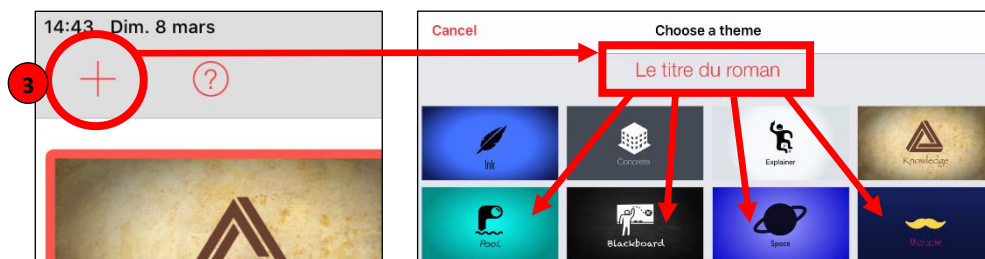 14:43 Dim. 8 mars
3
?
Cancel
Choose a theme
Le titre du roman
Ink
Concrete
Explainer
Knowledge
Pool
Blackboard
Space
Mustache